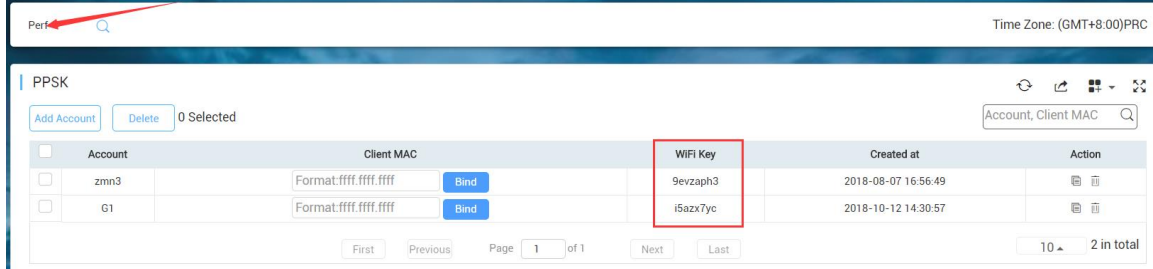 Perf
Time Zone: (GMT+8:00)PRC
PPSK
Add Account Delete 0 Selected Account, Client MAC
Account Client MAC WiFi Key Created at Action
zmn3 Format:ffff.ffff.ffff Bind 9evzaph3 2018-08-07 16:56:49
G1 Format:ffff.ffff.ffff Bind i5azx7yc 2018-10-12 14:30:57
First Previous Page 1 of 1 Next Last 10 2 in total